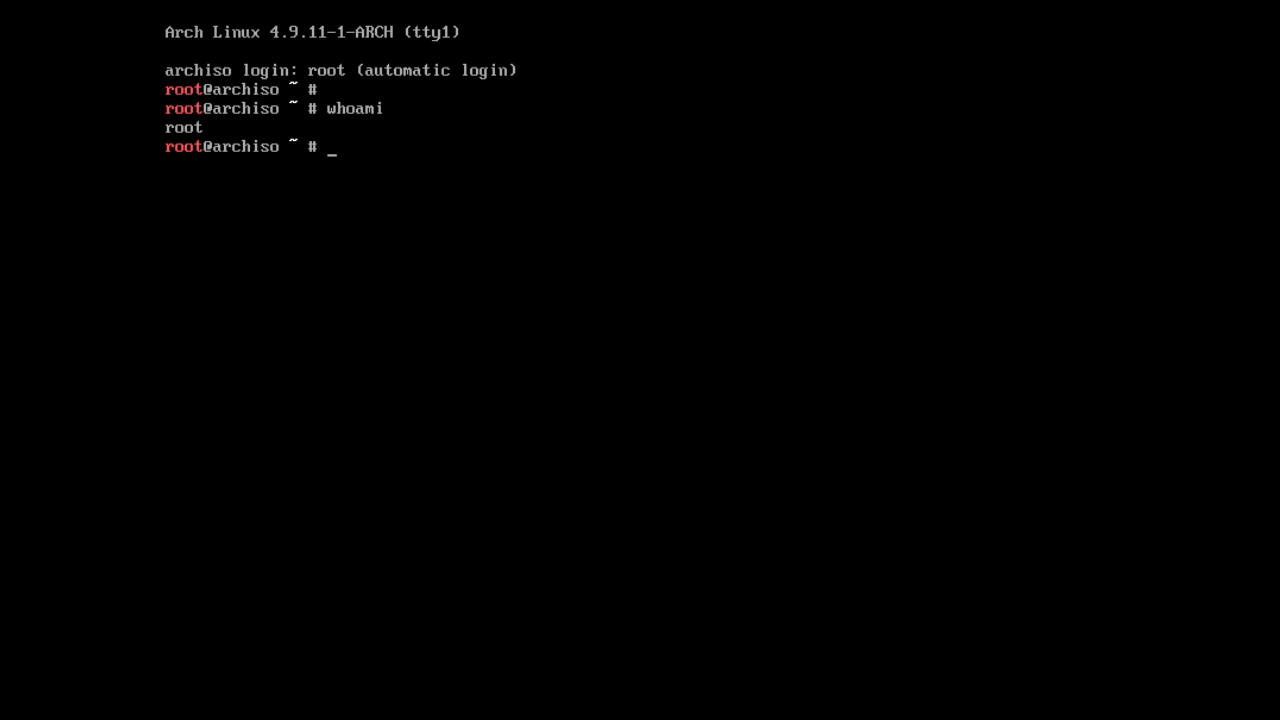 Arch Linux 4.9.11-1-ARCH (tty1)
archiso login: root (automatic login)
root@archiso ~ #
root@archiso ~ # whoami
root
root@archiso ~ # _